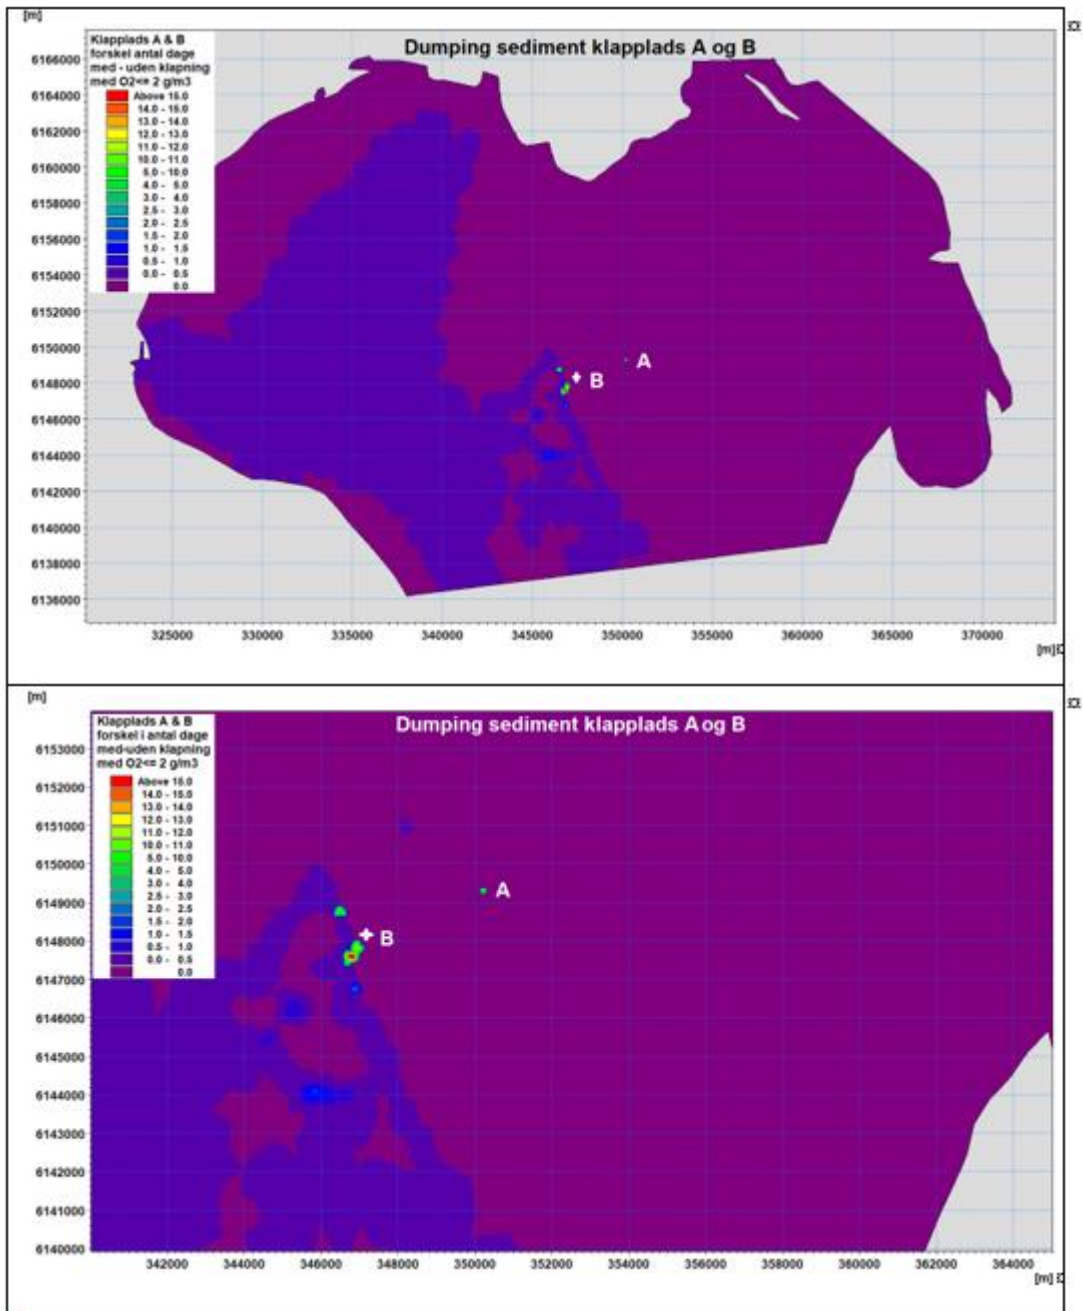 [m]
¤
Dumping sediment klapplads A og B
Klapplads A & B
forskel antal dage
med - uden klapning
med O2<= 2 g/m3
Above 15.0
14.0 - 15.0
13.0 - 14.0
12.0 - 13.0
11.0 - 12.0
10.0 - 11.0
5.0 - 10.0
4.0 - 5.0
3.0 - 4.0
2.5 - 3.0
2.0 - 2.5
1.5 - 2.0
1.0 - 1.5
0.5 - 1.0
0.0 - 0.5
0.0
6166000
6164000
6162000
6160000
6158000
6156000
6154000
6152000
6150000
6148000
6146000
6144000
6142000
6140000
6138000
6136000
A
B
325000 330000 335000 340000 345000 350000 355000 360000 365000 370000
[m]¤
[m]
¤
Dumping sediment klapplads A og B
Klapplads A & B
forskel i antal dage
med-uden klapning
med O2<= 2 g/m3
Above 15.0
14.0 - 15.0
13.0 - 14.0
12.0 - 13.0
11.0 - 12.0
10.0 - 11.0
5.0 - 10.0
4.0 - 5.0
3.0 - 4.0
2.5 - 3.0
2.0 - 2.5
1.5 - 2.0
1.0 - 1.5
0.5 - 1.0
0.0 - 0.5
0.0
6153000
6152000
6151000
6150000
6149000
6148000
6147000
6146000
6145000
6144000
6143000
6142000
6141000
6140000
A
B
342000 344000 346000 348000 350000 352000 354000 356000 358000 360000 362000 364000
[m]¤